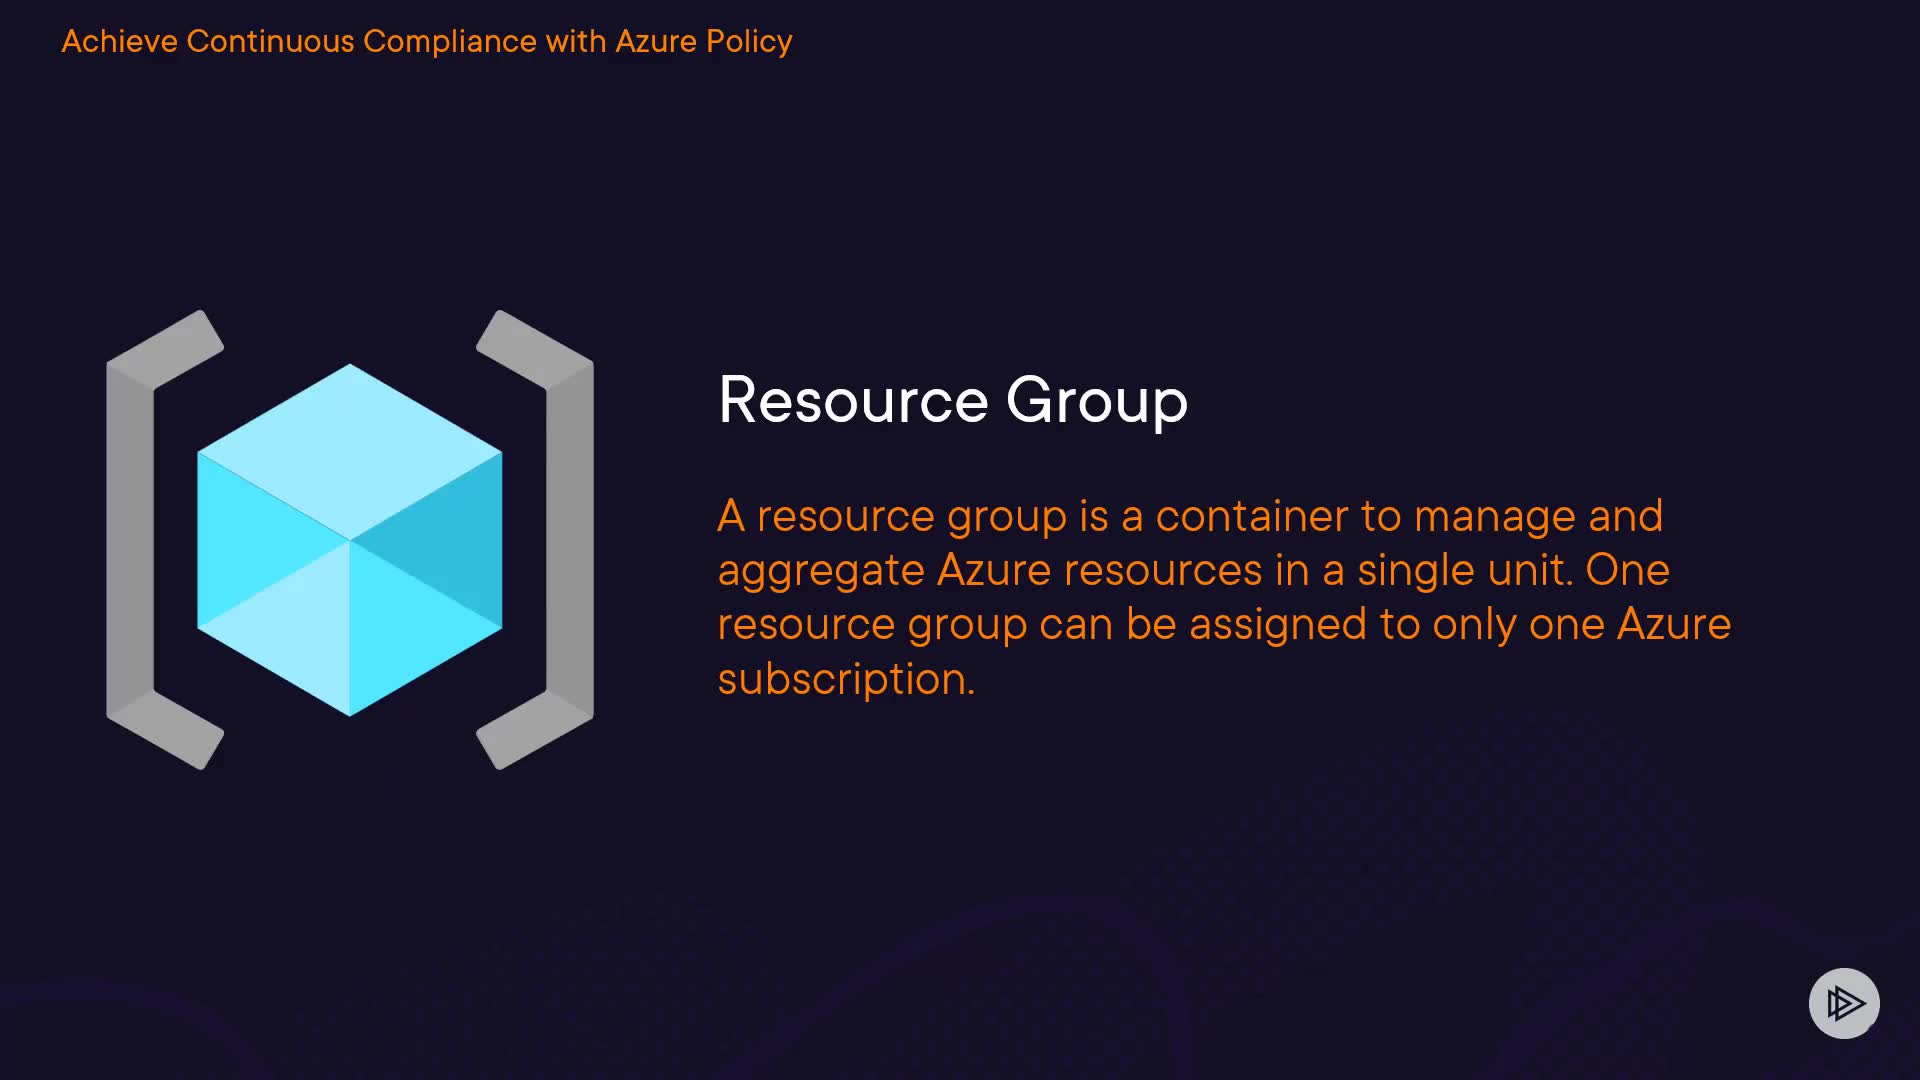 Achieve Continuous Compliance with Azure Policy
Resource Group
A resource group is a container to manage and
aggregate Azure resources in a single unit. One
resource group can be assigned to only one Azure
subscription.